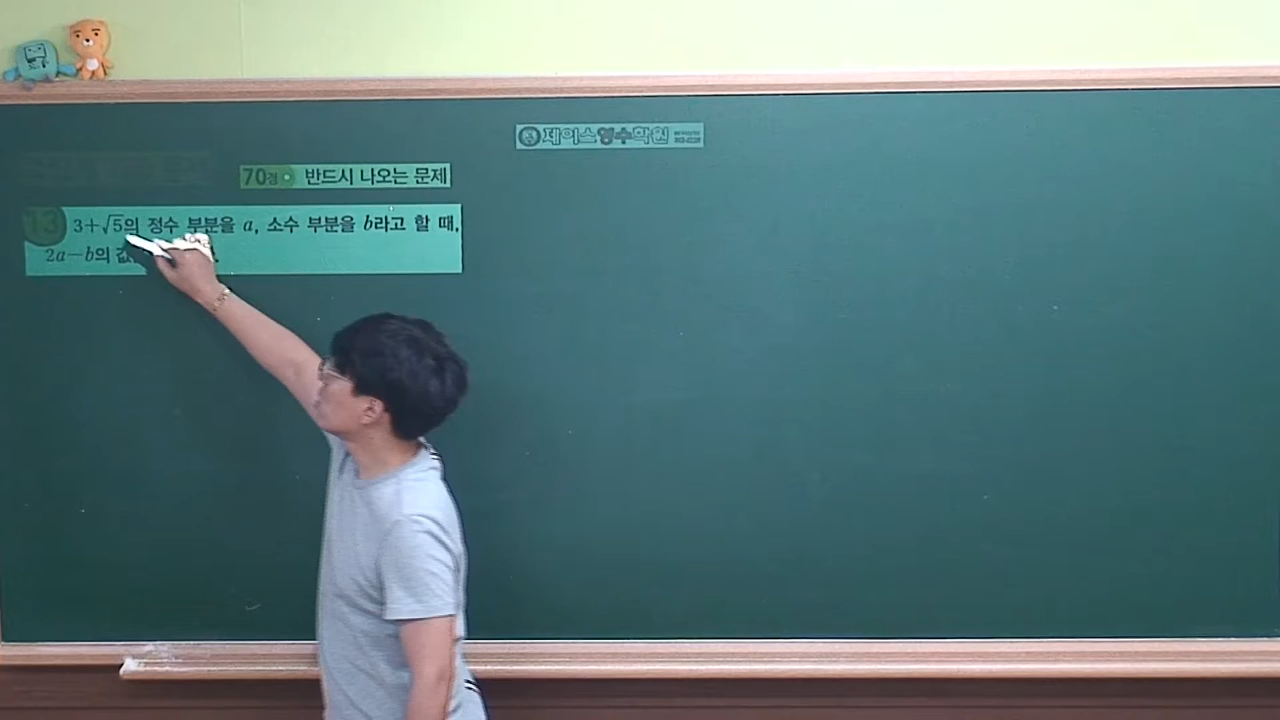 제이스영수학원
70점 반드시 나오는 문제
13 3+√5의 정수 부분을 a, 소수 부분을 b라고 할 때,
2a-b의